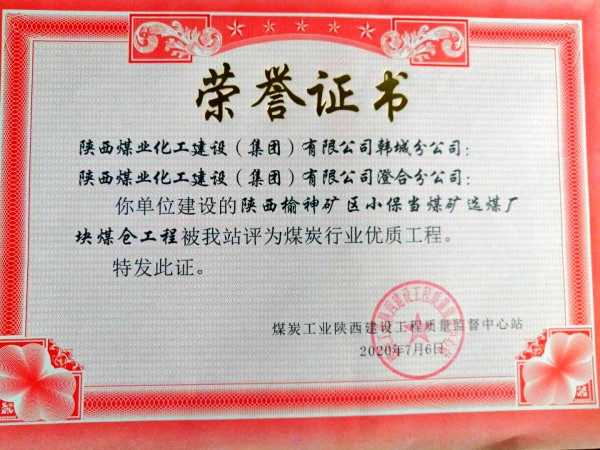 荣誉证书
陕西煤业化工建设（集团）有限公司韩城分公司：
陕西煤业化工建设（集团）有限公司澄合分公司：
你单位建设的陕西榆神矿区小保当煤矿选煤厂
块煤仓工程被我站评为煤炭行业优质工程。
特发此证。
煤炭工业陕西建设工程质量监督中心站
2020年7月6日